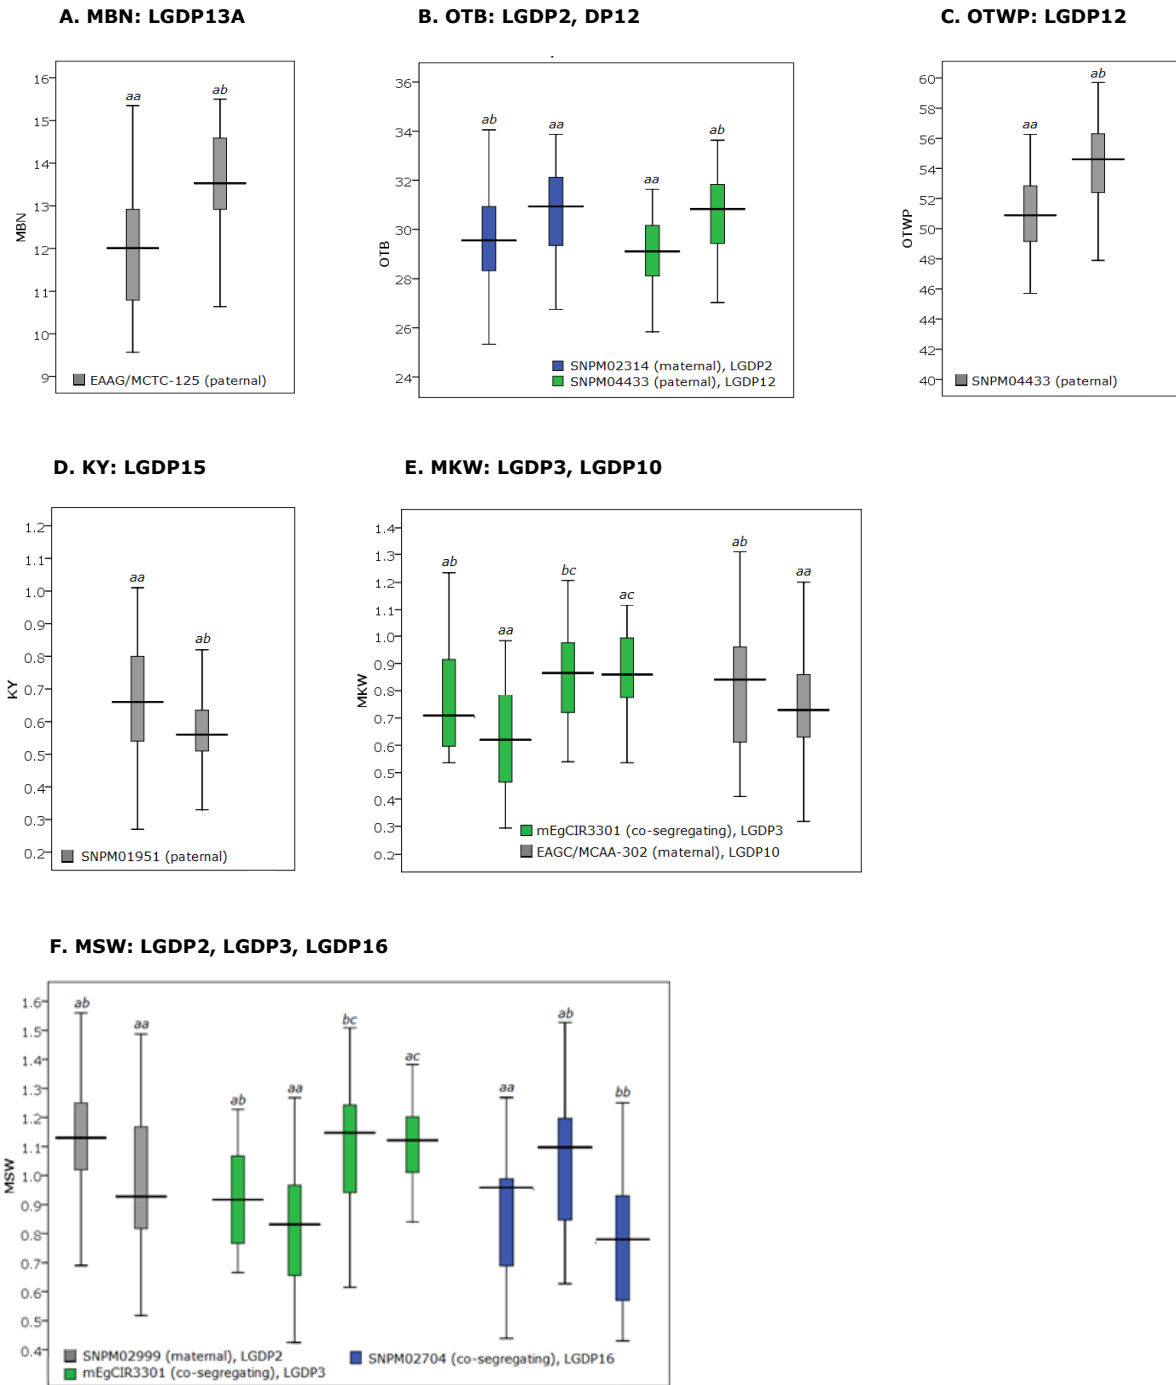 A. MBN: LGDP13A
B. OTB: LGDP2, DP12
C. OTWP: LGDP12
16
15
14
13
12
11
10
9
MBN
aa
ab
EAAG/MCTC-125 (paternal)
36
34
32
30
28
26
24
OTB
ab
aa
aa
ab
SNPM02314 (maternal), LGDP2
SNPM04433 (paternal), LGDP12
60
58
56
54
52
50
48
46
44
42
40
OTWP
aa
ab
SNPM04433 (paternal)
D. KY: LGDP15
E. MKW: LGDP3, LGDP10
1.2
1.1
1.0
0.9
0.8
0.7
0.6
0.5
0.4
0.3
0.2
KY
aa
ab
SNPM01951 (paternal)
1.4
1.3
1.2
1.1
1.0
0.9
0.8
0.7
0.6
0.5
0.4
0.3
0.2
MKW
ab
aa
bc
ac
ab
aa
mEgCIR3301 (co-segregating), LGDP3
EAGC/MCAA-302 (maternal), LGDP10
F. MSW: LGDP2, LGDP3, LGDP16
1.6
1.5
1.4
1.3
1.2
1.1
1.0
0.9
0.8
0.7
0.6
0.5
0.4
MSW
ab
aa
ab
aa
bc
ac
aa
ab
bb
SNPM02999 (maternal), LGDP2
mEgCIR3301 (co-segregating), LGDP3
SNPM02704 (co-segregating), LGDP16